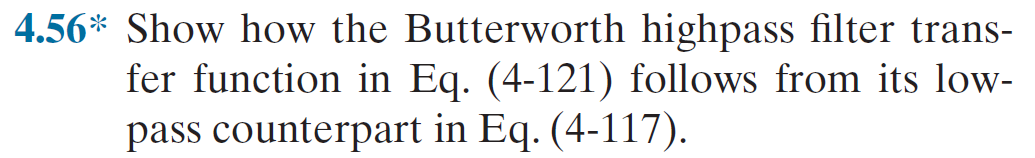 4.56* Show how the Butterworth highpass filter trans-
fer function in Eq. (4-121) follows from its low-
pass counterpart in Eq. (4-117).